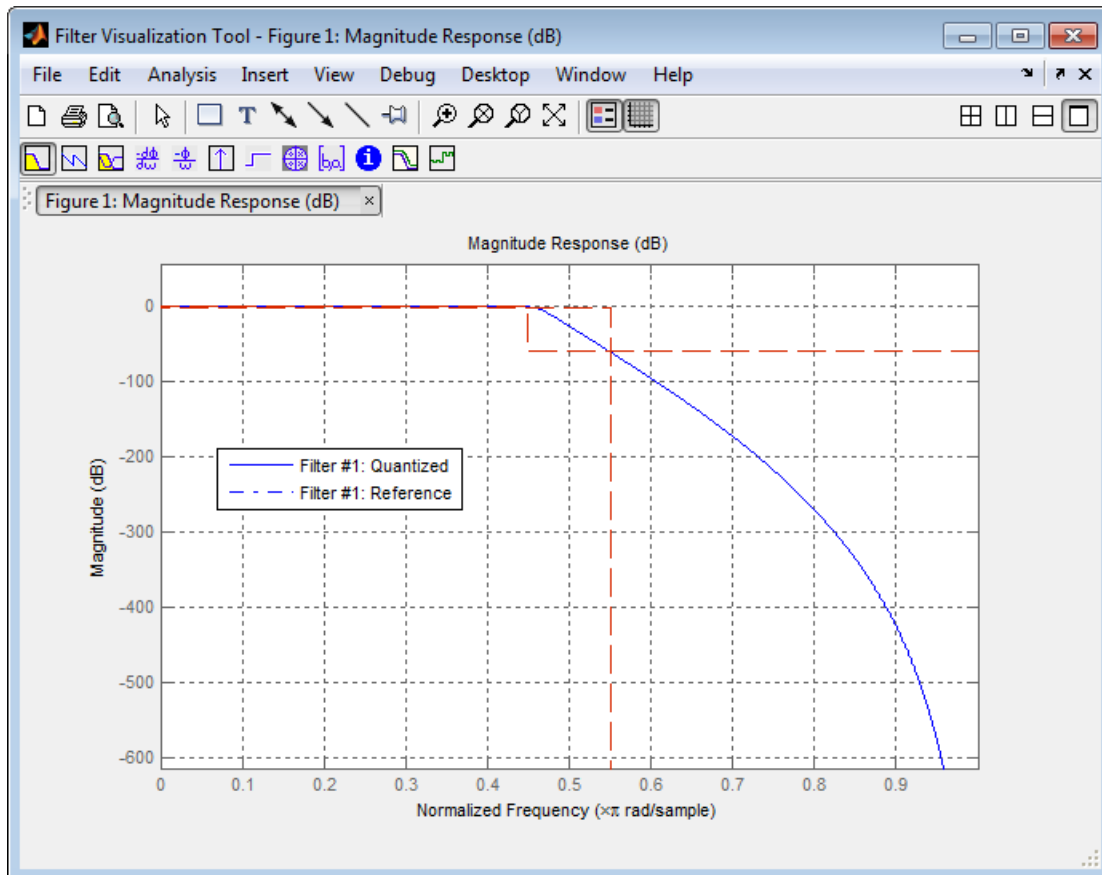 Filter Visualization Tool - Figure 1: Magnitude Response (dB)
File Edit Analysis Insert View Debug Desktop Window Help
T
[b,a]
i
Figure 1: Magnitude Response (dB) ×
Magnitude Response (dB)
0
-100
-200
-300
-400
-500
-600
Magnitude (dB)
Filter #1: Quantized
Filter #1: Reference
0 0.1 0.2 0.3 0.4 0.5 0.6 0.7 0.8 0.9
Normalized Frequency (×π rad/sample)